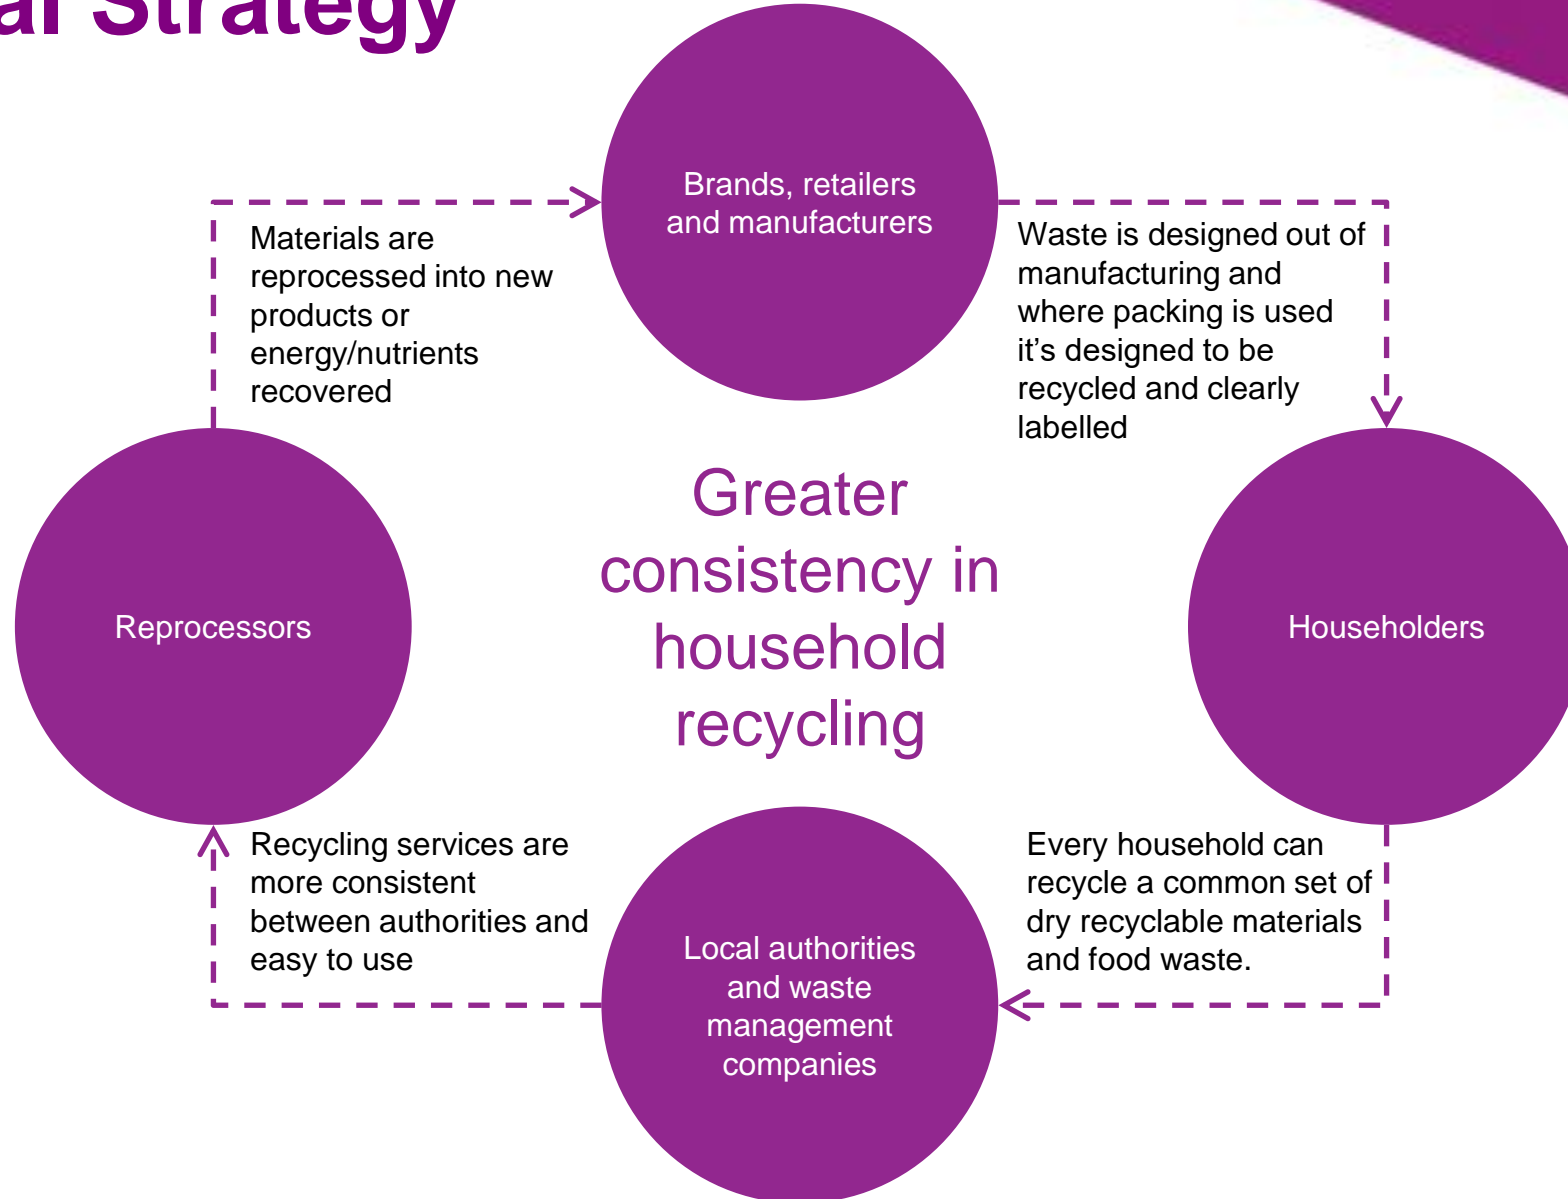 al Strategy
Brands, retailers
and manufacturers
Materials are
reprocessed into new
products or
energy/nutrients
recovered
Waste is designed out of
manufacturing and
where packing is used
it's designed to be
recycled and clearly
labelled
Greater
consistency in
household
recycling
Reprocessors
Householders
Recycling services are
more consistent
between authorities and
easy to use
Every household can
recycle a common set of
dry recyclable materials
and food waste.
Local authorities
and waste
management
companies